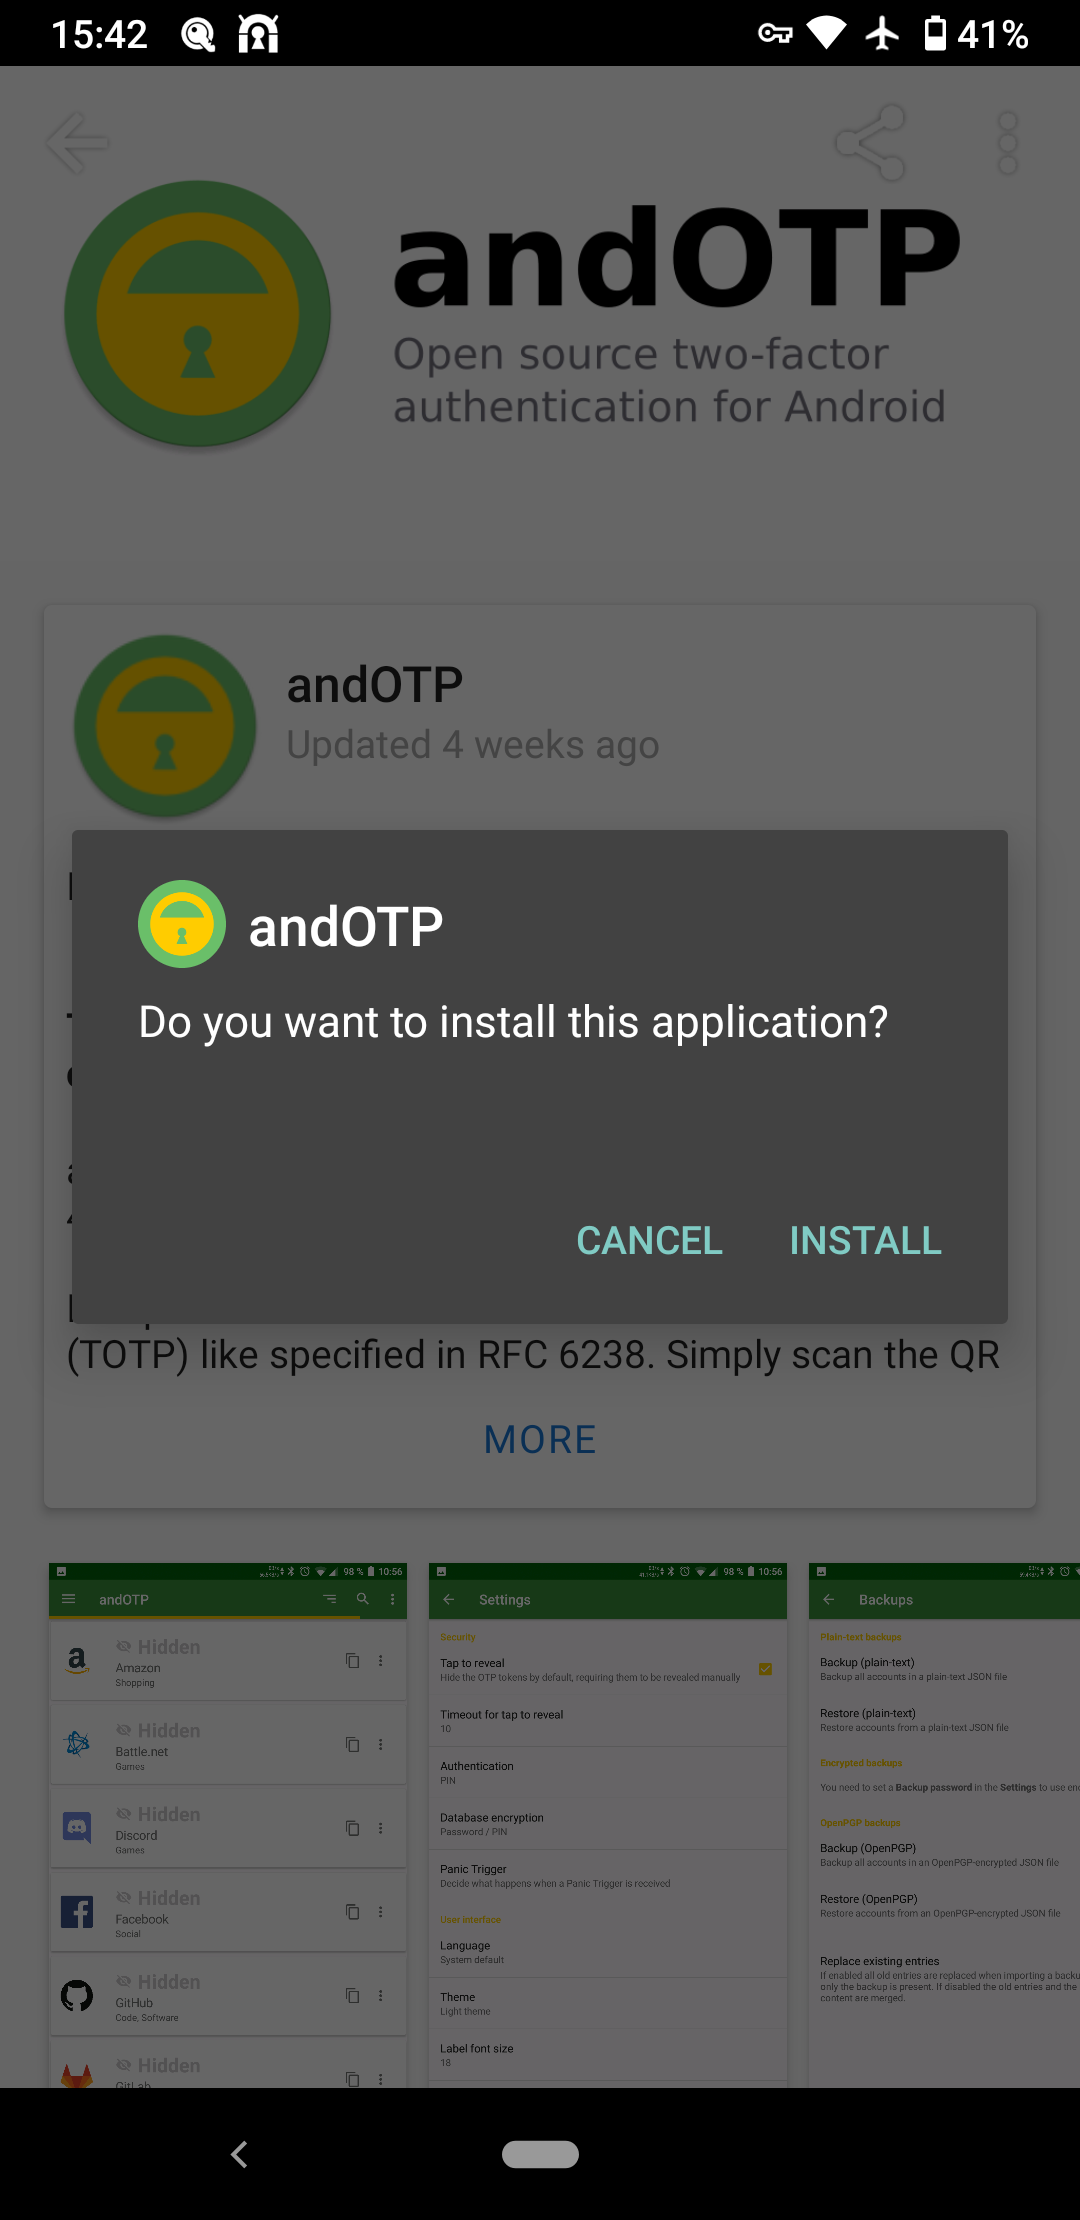 15:42
41%
andOTP
Open source two-factor
authentication for Android
andOTP
Updated 4 weeks ago
andOTP
Do you want to install this application?
CANCEL INSTALL
(TOTP) like specified in RFC 6238. Simply scan the QR
MORE
98 % 10:56
andOTP
Hidden
Amazon
Shopping
Hidden
Battle.net
Games
Hidden
Discord
Games
Hidden
Facebook
Social
Hidden
GitHub
Code, Software
Hidden
GitLab
98 % 10:56
Settings
Security
Tap to reveal
Hide the OTP tokens by default, requiring them to be revealed manually
Timeout for tap to reveal
10
Authentication
PIN
Database encryption
Password / PIN
Panic Trigger
Decide what happens when a Panic Trigger is received
User interface
Language
System default
Theme
Light theme
Label font size
18
Backups
Plain-text backups
Backup (plain-text)
Backup all accounts in a plain-text JSON file
Restore (plain-text)
Restore accounts from a plain-text JSON file
Encrypted backups
You need to set a Backup password in the Settings to use
OpenPGP backups
Backup (OpenPGP)
Backup all accounts in an OpenPGP-encrypted JSON file
Restore (OpenPGP)
Restore accounts from an OpenPGP-encrypted JSON file
Replace existing entries
If enabled all old entries are replaced when importing a
only the backup is present. If disabled the old entries and the
content are merged.